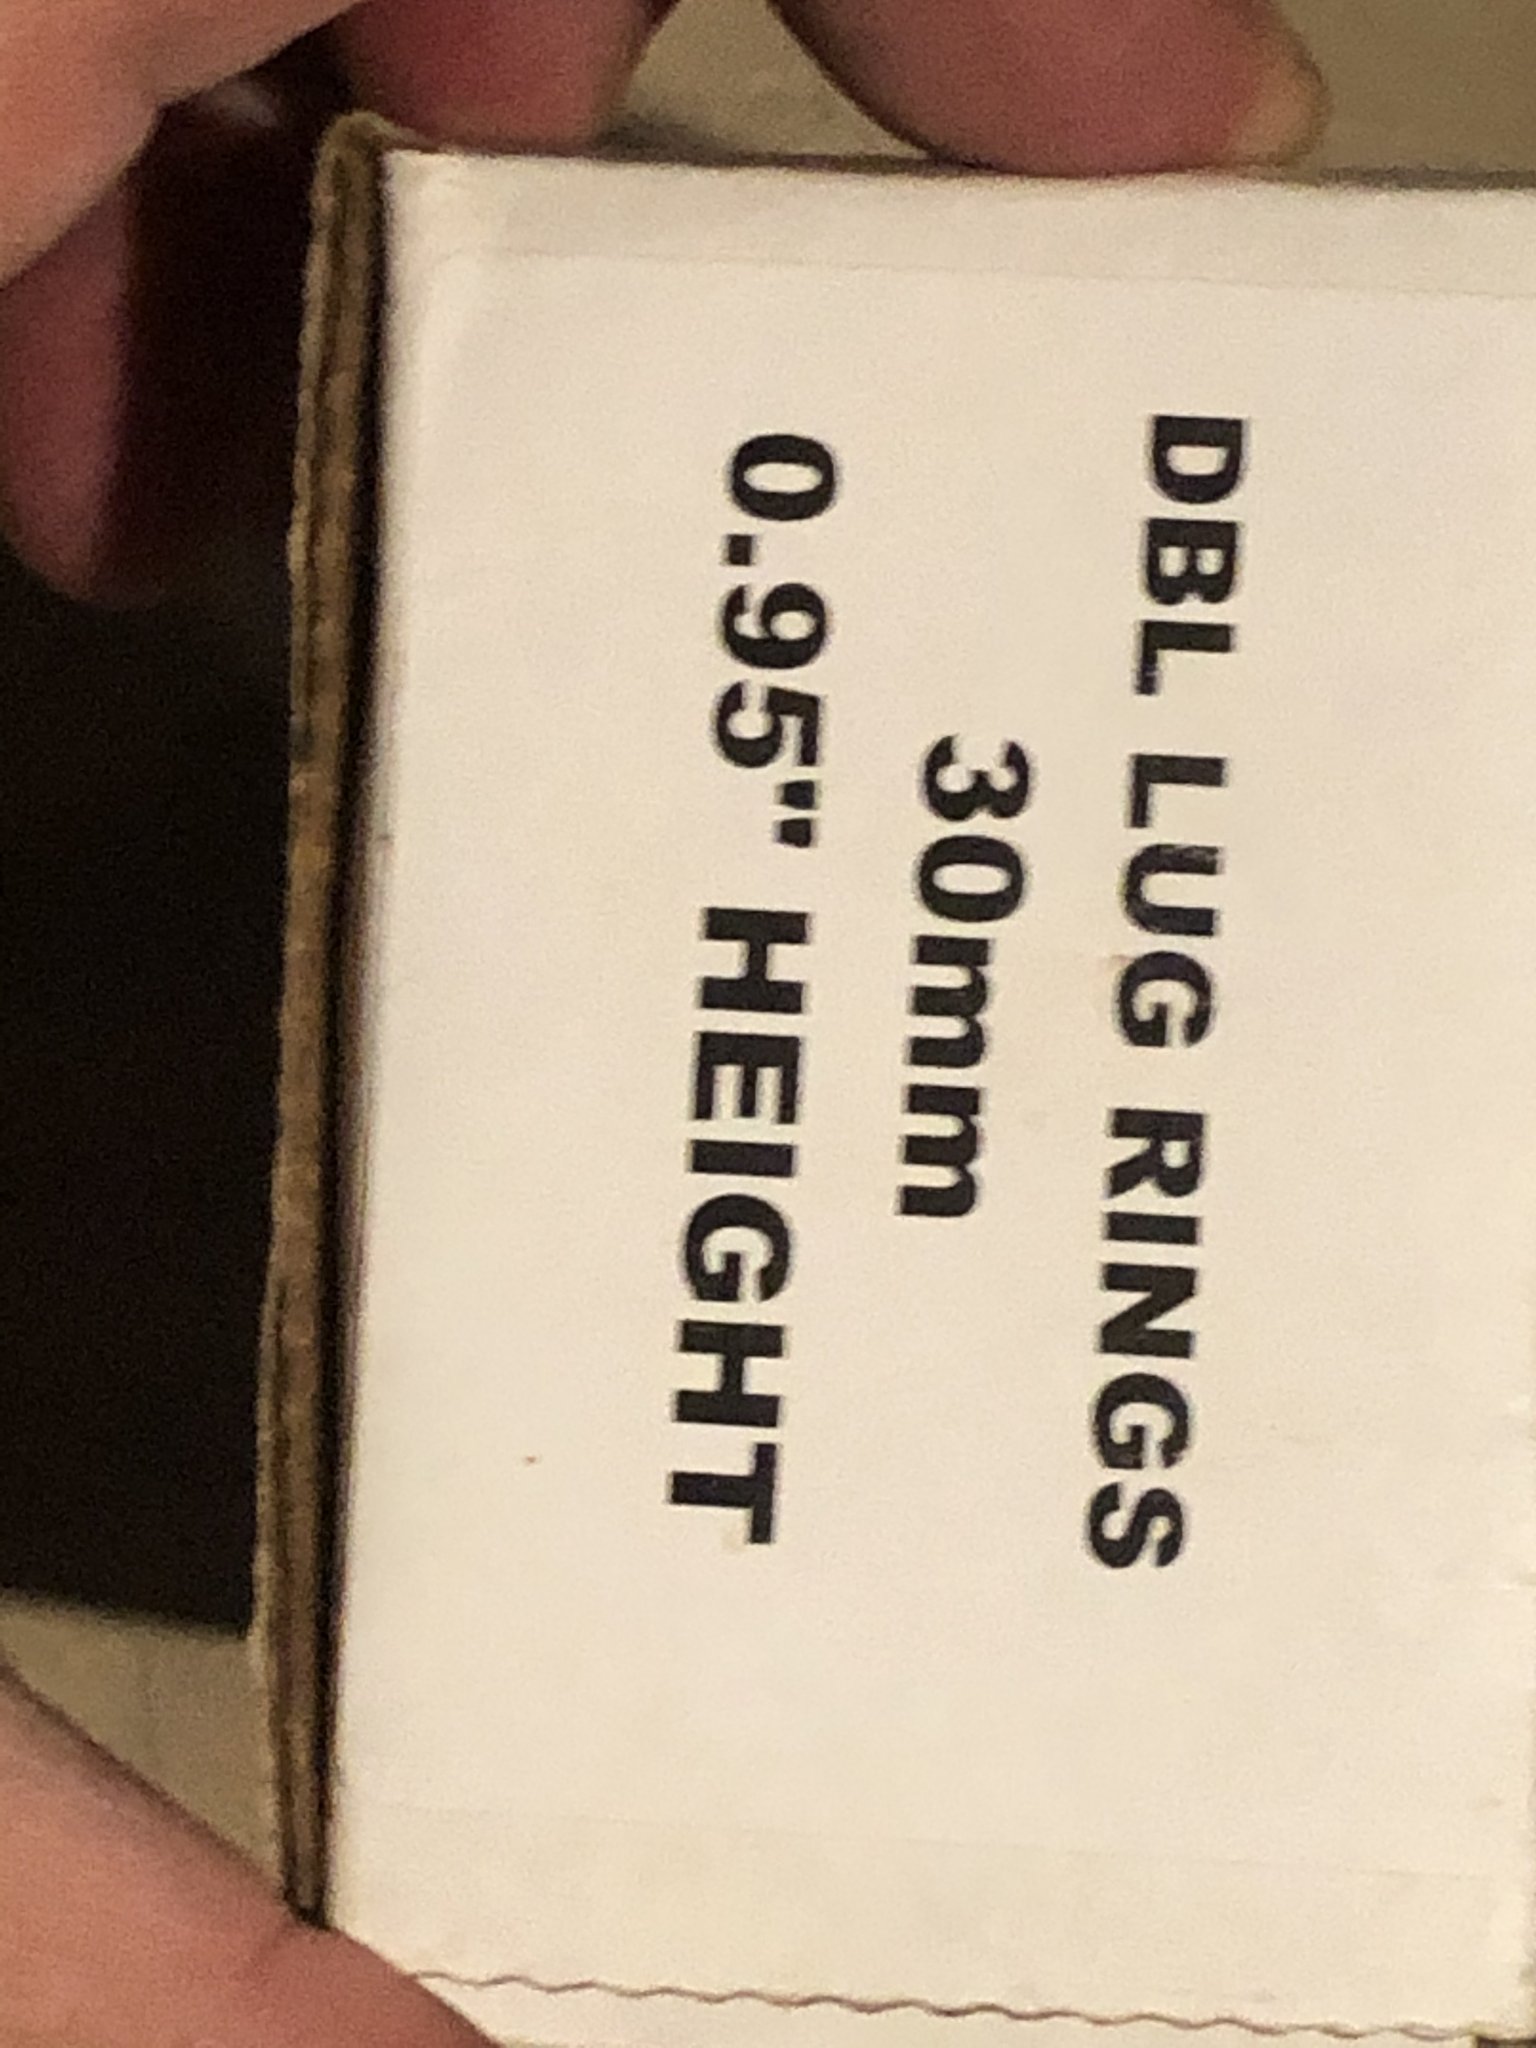 DBL LUG RINGS
30mm
0.95" HEIGHT